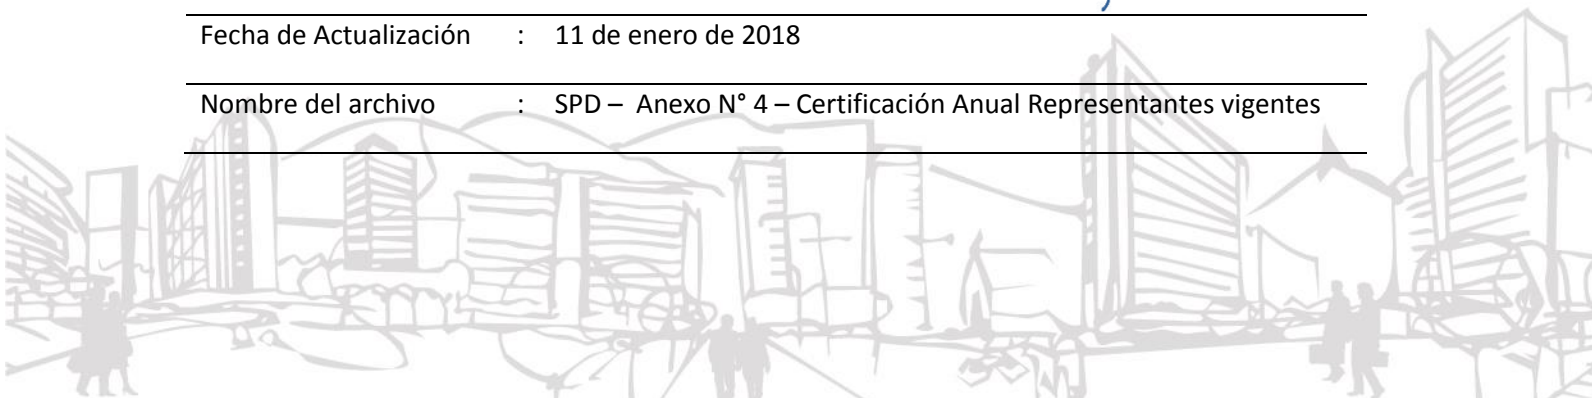 Fecha de Actualización : 11 de enero de 2018
Nombre del archivo : SPD – Anexo N° 4 – Certificación Anual Representantes vigentes